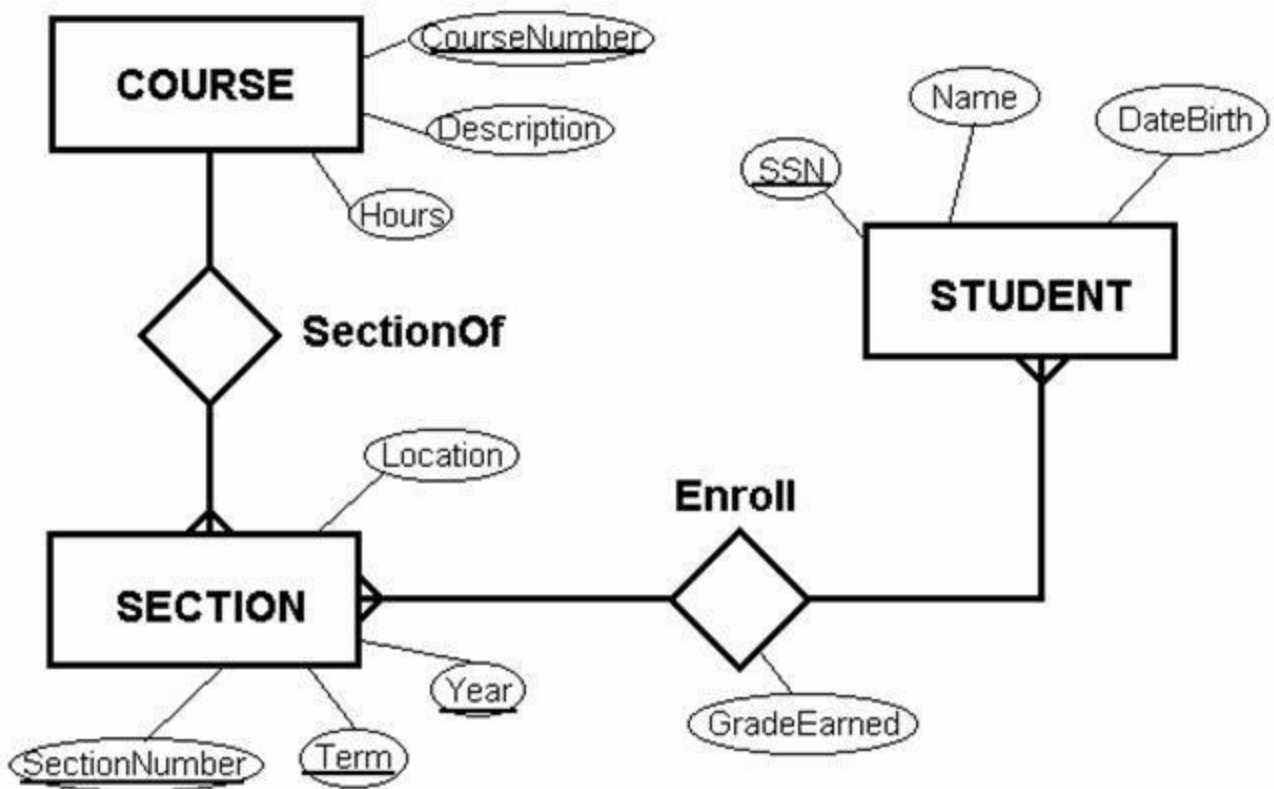 CourseNumber
COURSE
Description
Hours
Name
DateBirth
SSN
STUDENT
SectionOf
Location
Enroll
SECTION
Year
GradeEarned
SectionNumber
Term